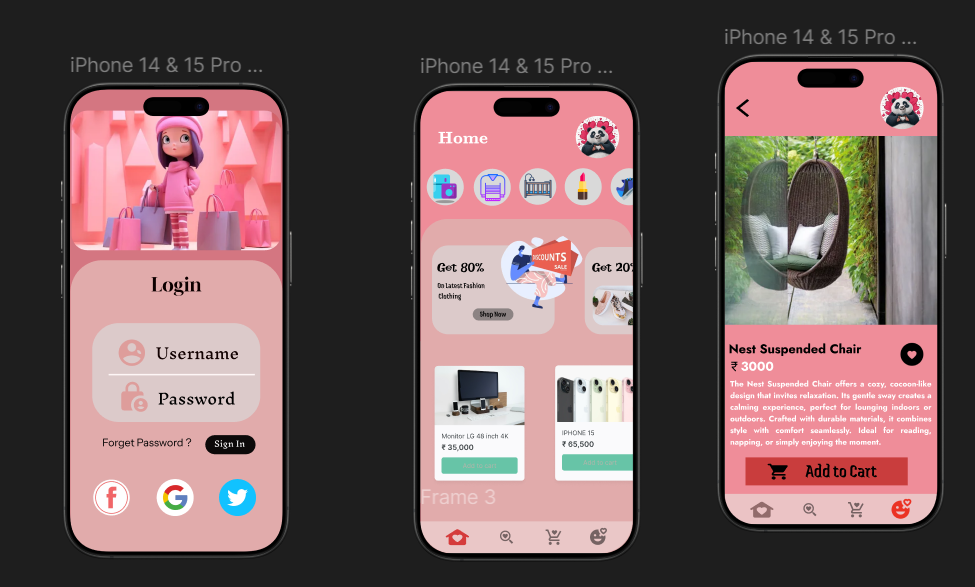 iPhone 14 & 15 Pro ...
Login
Username
Password
Forget Password ?
Sign In
iPhone 14 & 15 Pro ...
Home
Get 80%
On Latest Fashion
Clothing
Shop Now
DISCOUNTS
SALE
Get 20%
Monitor LG 48 inch 4K
₹ 35,000
IPHONE 15
₹ 65,500
Frame 3
iPhone 14 & 15 Pro ...
Nest Suspended Chair
₹ 3000
The Nest Suspended Chair offers a cozy, cocoon-like
design that invites relaxation. Its gentle sway creates a
calming experience, perfect for lounging indoors or
outdoors. Crafted with durable materials, it combines
style with comfort seamlessly. Ideal for reading,
napping, or simply enjoying the moment.
Add to Cart